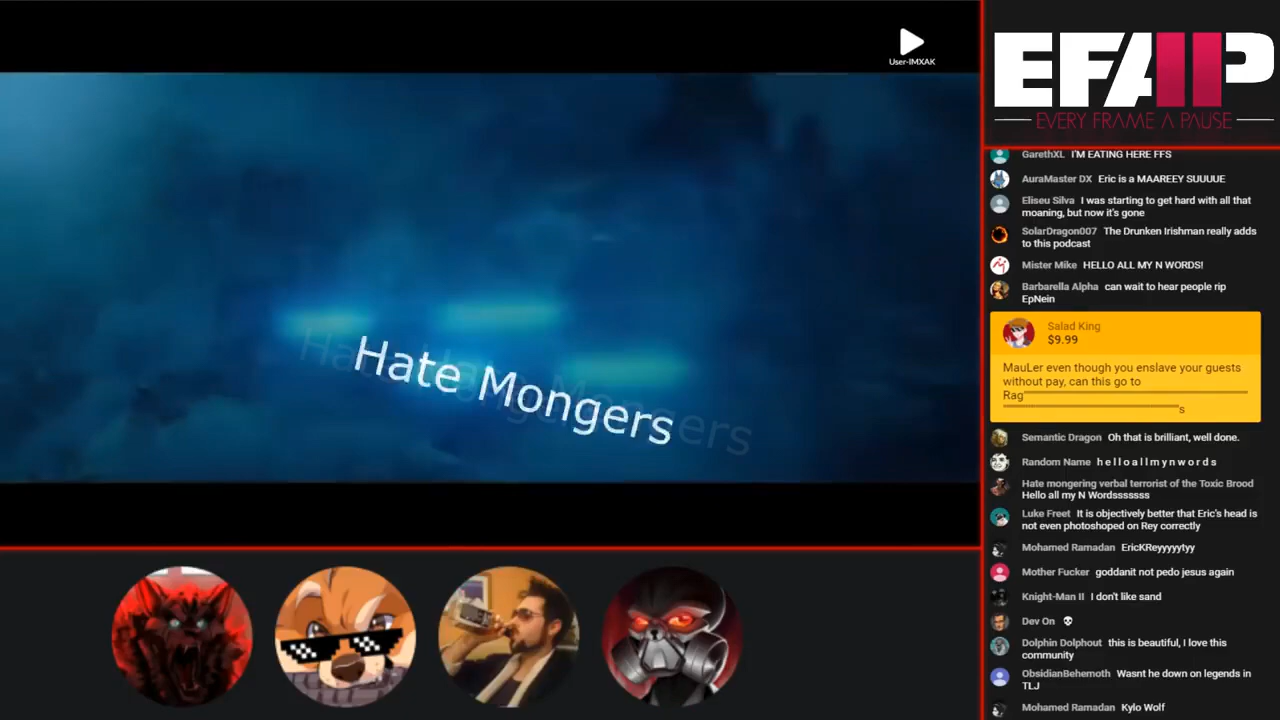 User-IMXAK
Hate Mongers
EFAP
EVERY FRAME A PAUSE
GarethXL I'M EATING HERE FFS
AuraMaster DX Eric is a MAAREEY SUUUUE
Eliseu Silva I was starting to get hard with all that
moaning, but now it's gone
SolarDragon007 The Drunken Irishman really adds
to this podcast
Mister Mike HELLO ALL MY N WORDS!
Barbarella Alpha can wait to hear people rip
EpNein
Salad King
$9.99
MauLer even though you enslave your guests
without pay, can this go to
Rag
s
Semantic Dragon Oh that is brilliant, well done.
Random Name h e l l o a l l m y n w o r d s
Hate mongering verbal terrorist of the Toxic Brood
Hello all my N Wordsssssss
Luke Freet It is objectively better that Eric's head is
not even photoshoped on Rey correctly
Mohamed Ramadan EricKReyyyyytyy
Mother Fucker goddanit not pedo jesus again
Knight-Man II I don't like sand
Dev On 💀
Dolphin Dolphout this is beautiful, I love this
community
ObsidianBehemoth Wasnt he down on legends in
TLJ
Mohamed Ramadan Kylo Wolf